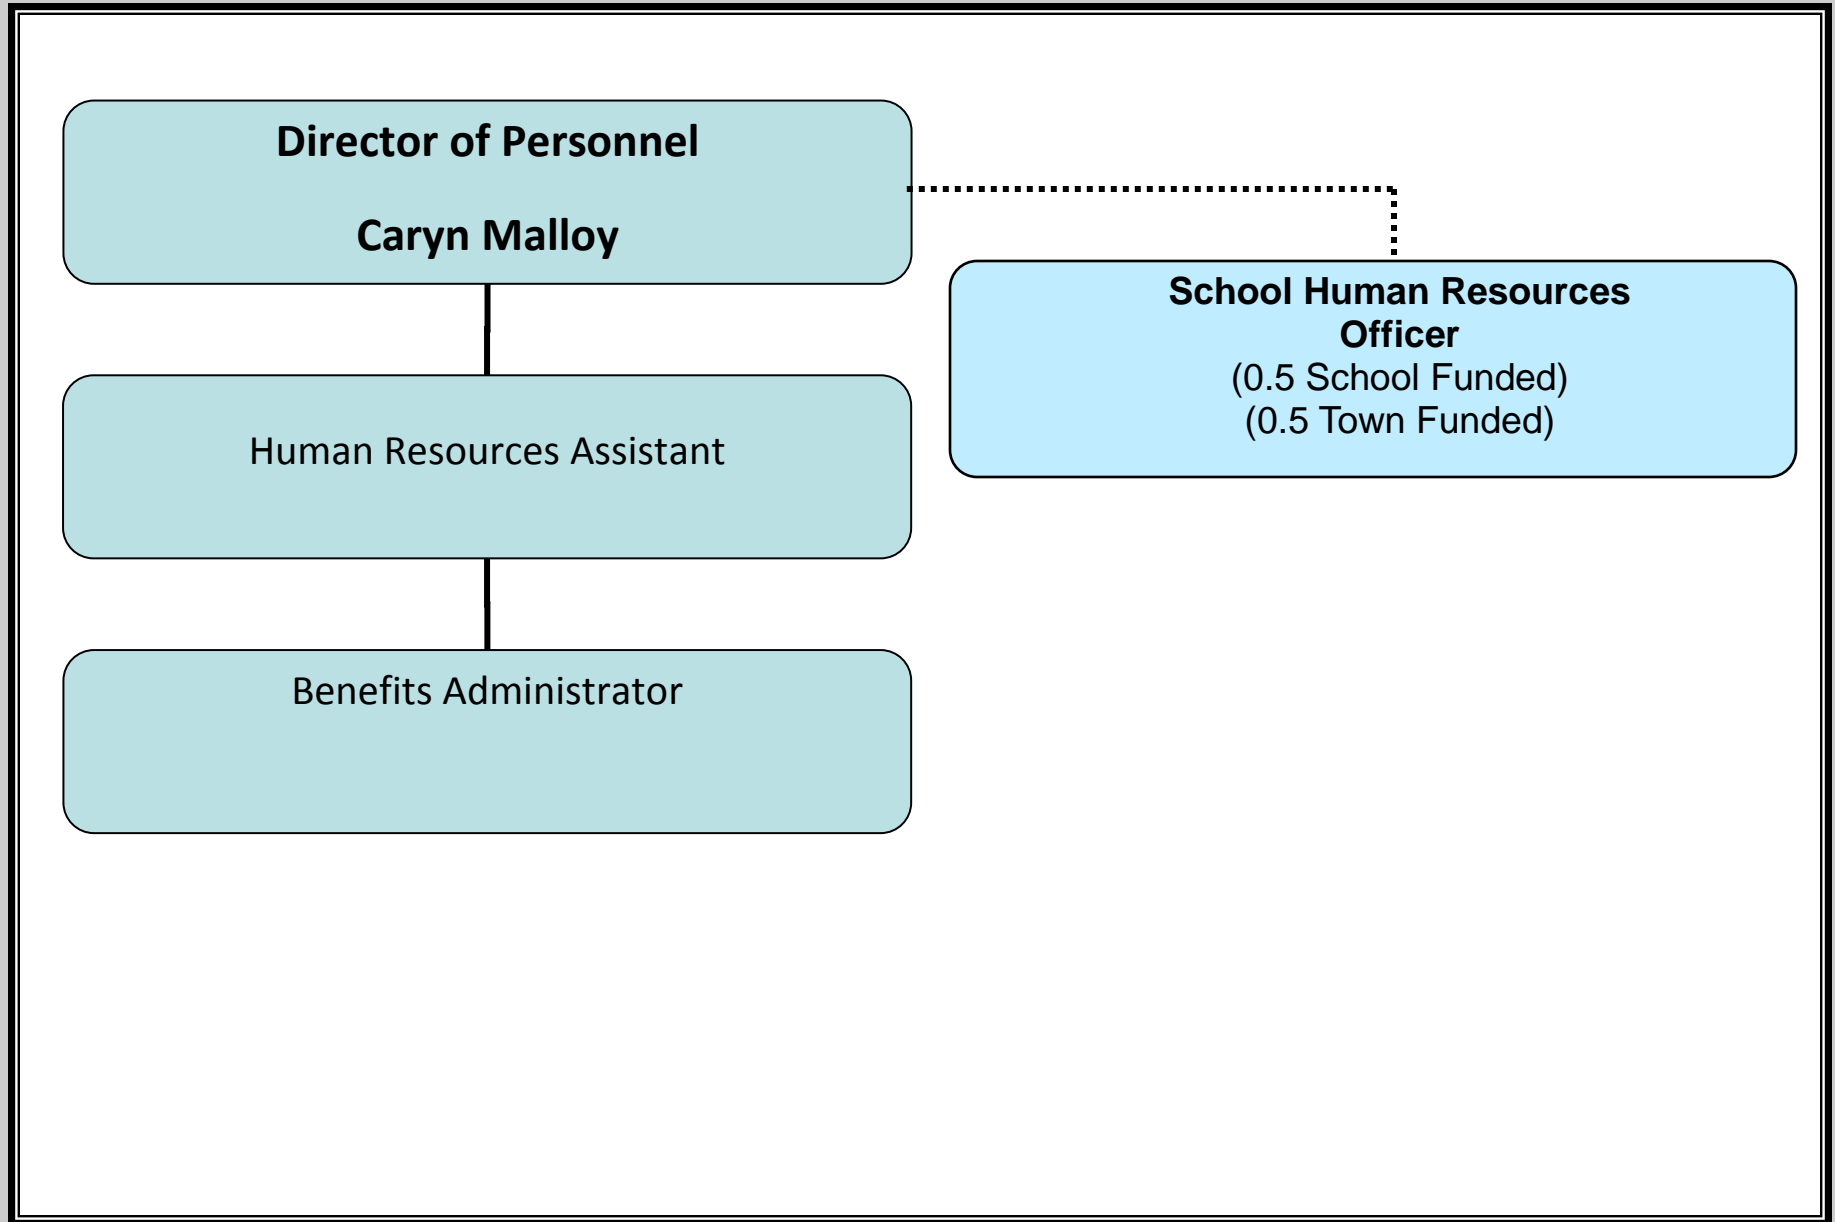 Director of Personnel
Caryn Malloy
School Human Resources
Officer
(0.5 School Funded)
(0.5 Town Funded)
Human Resources Assistant
Benefits Administrator